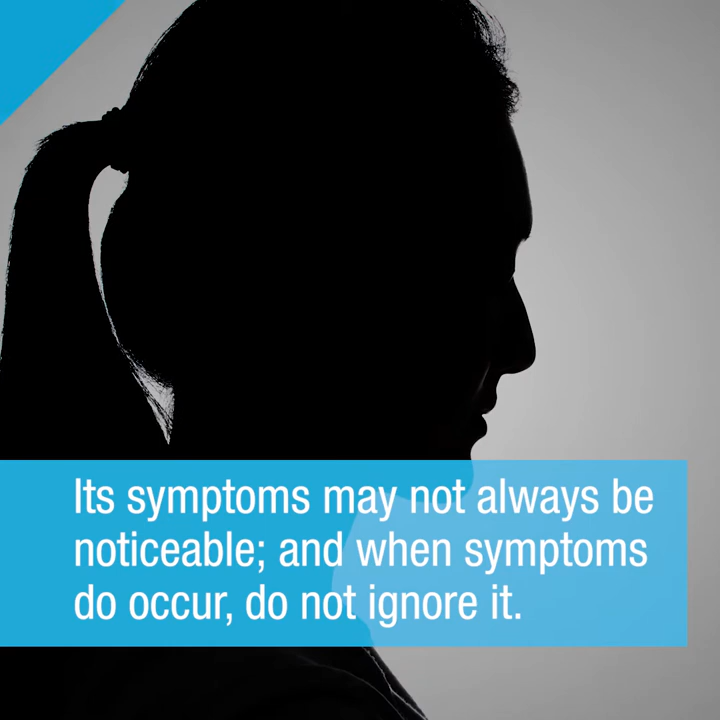 Its symptoms may not always be
noticeable; and when symptoms
do occur, do not ignore it.